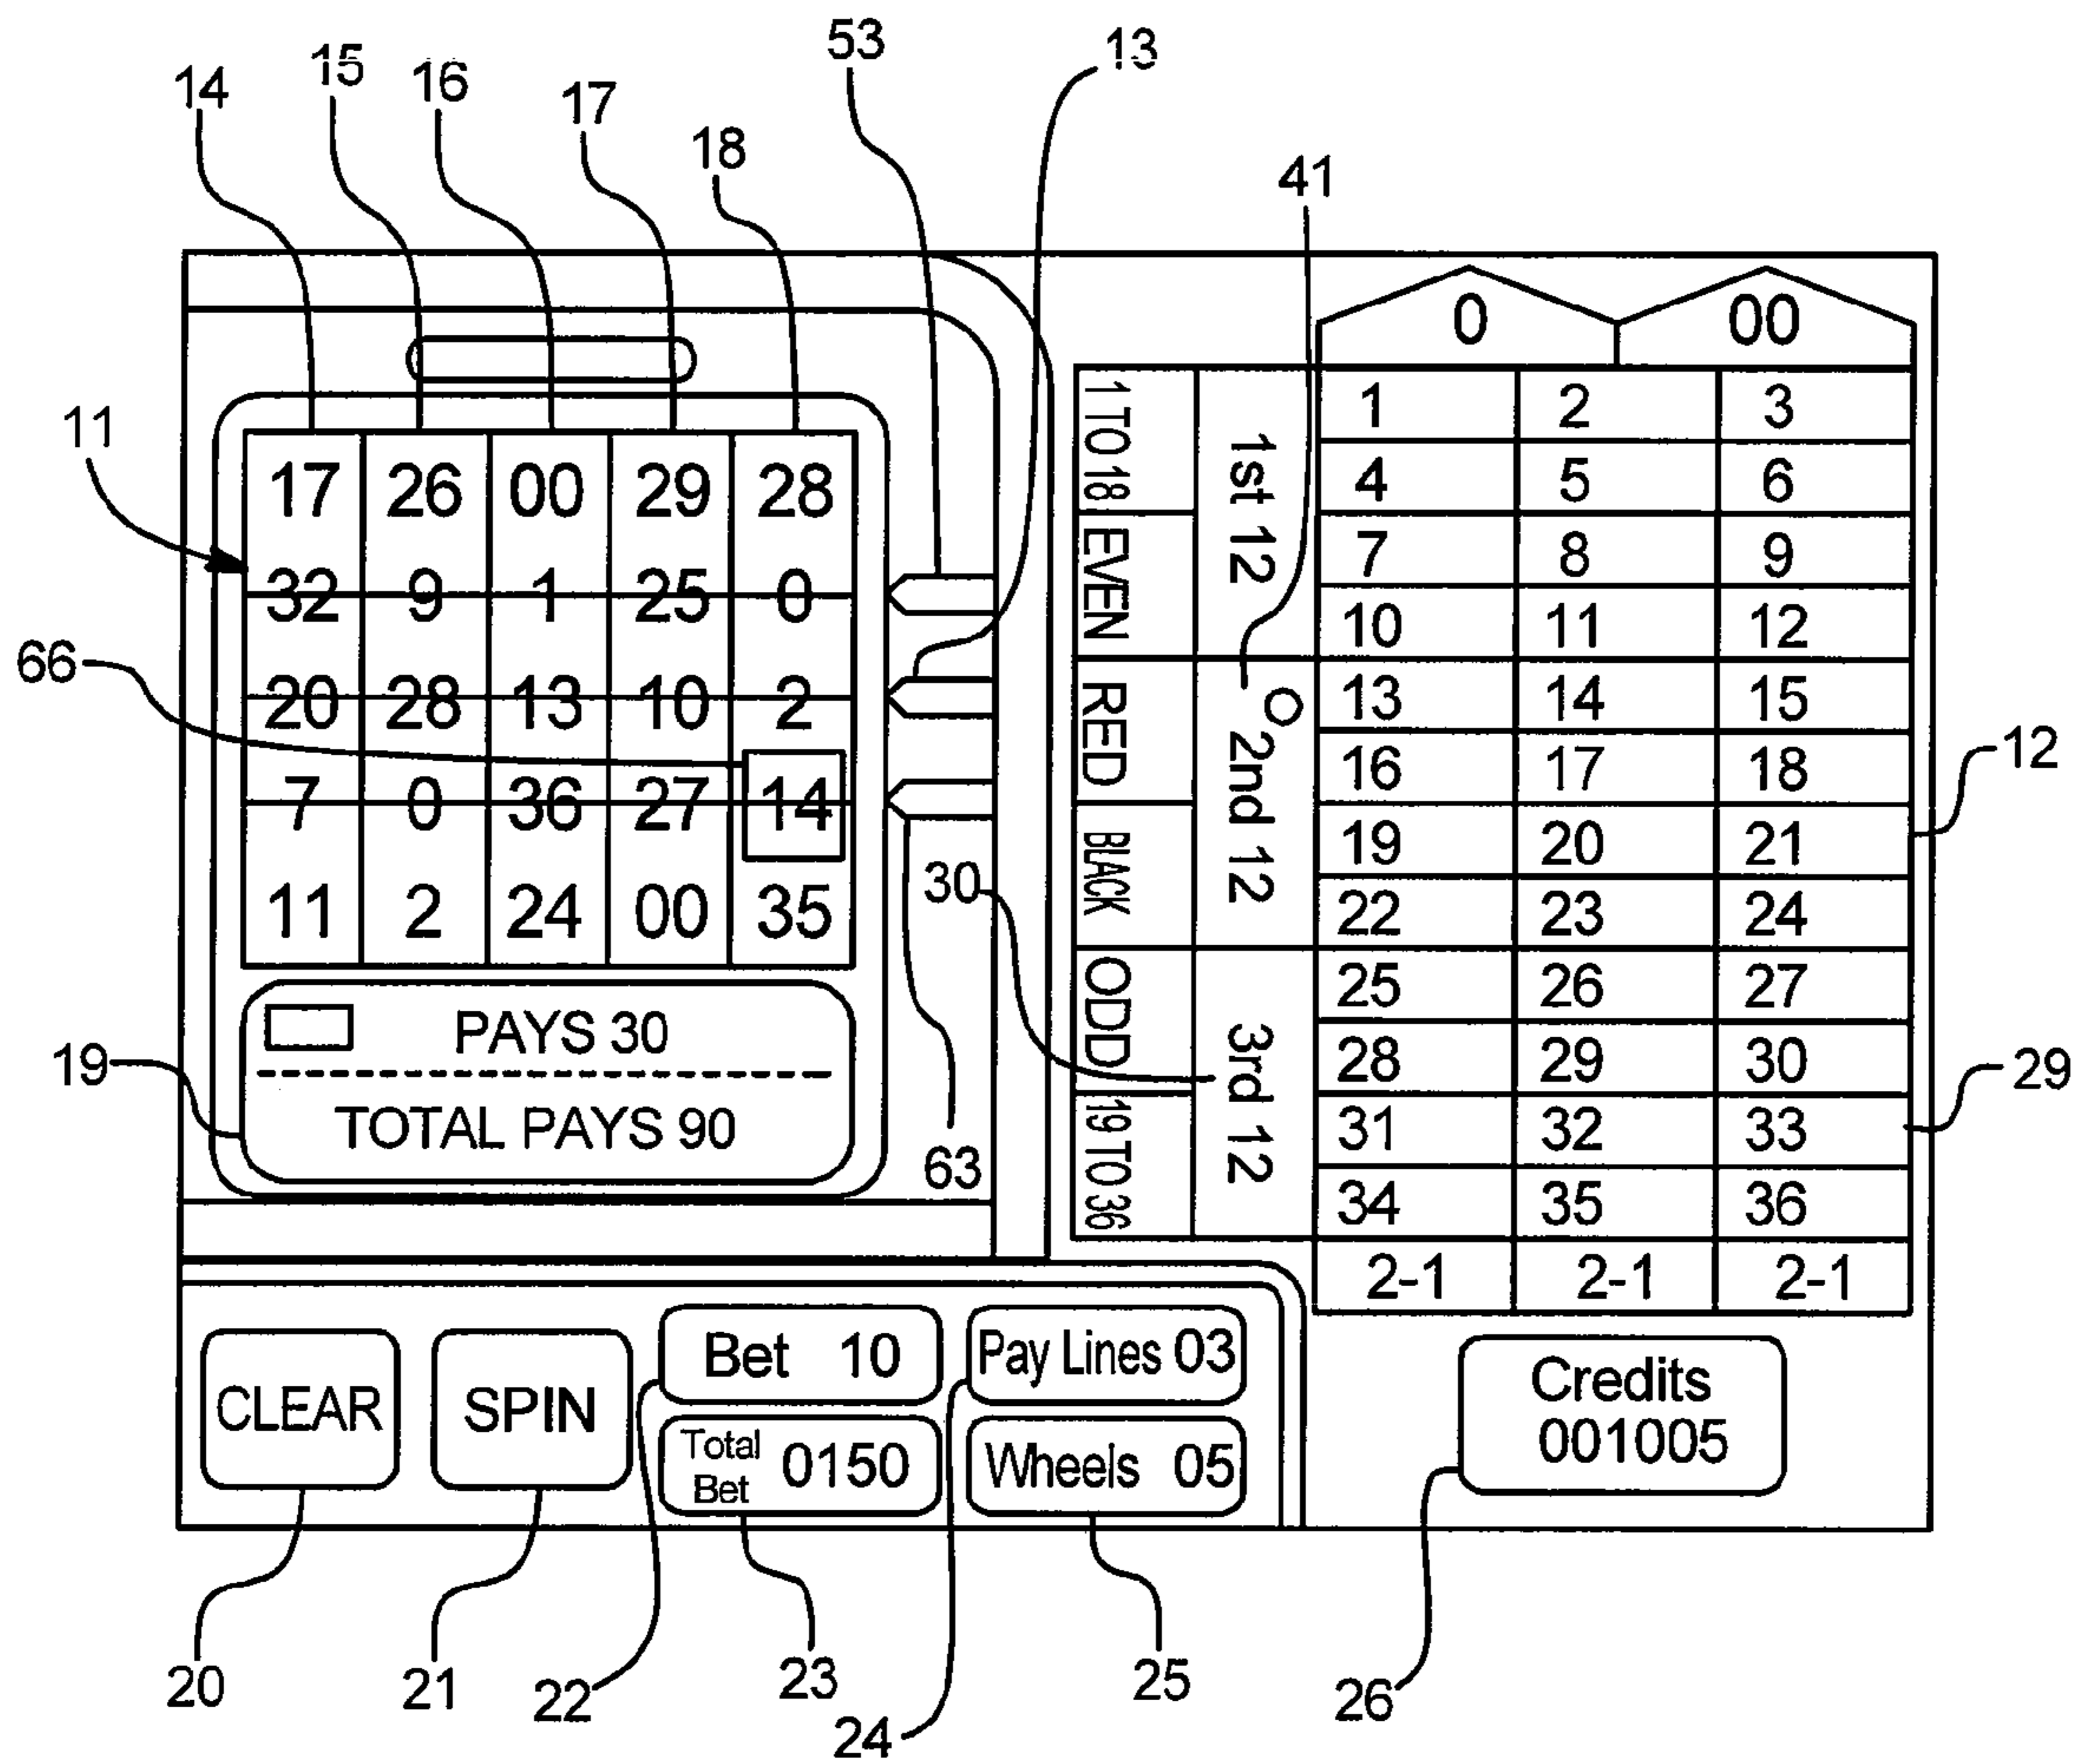 53
13
15
16
14
17
18
41
11
66
17 26 00 29 28
32 9 1 25 0
20 28 13 10 2
7 0 36 27 14
11 2 24 00 35
PAYS 30
TOTAL PAYS 90
19
30
63
0 00
1 2 3
4 5 6
7 8 9
10 11 12
13 14 15
16 17 18
19 20 21
22 23 24
25 26 27
28 29 30
31 32 33
34 35 36
2-1 2-1 2-1
1st 12
2nd 12
3rd 12
1 TO 18
EVEN
RED
BLACK
ODD
19 TO 36
12
29
CLEAR
SPIN
Bet 10
Total Bet 0150
Pay Lines 03
Wheels 05
Credits
001005
20
21
22
23
24
25
26